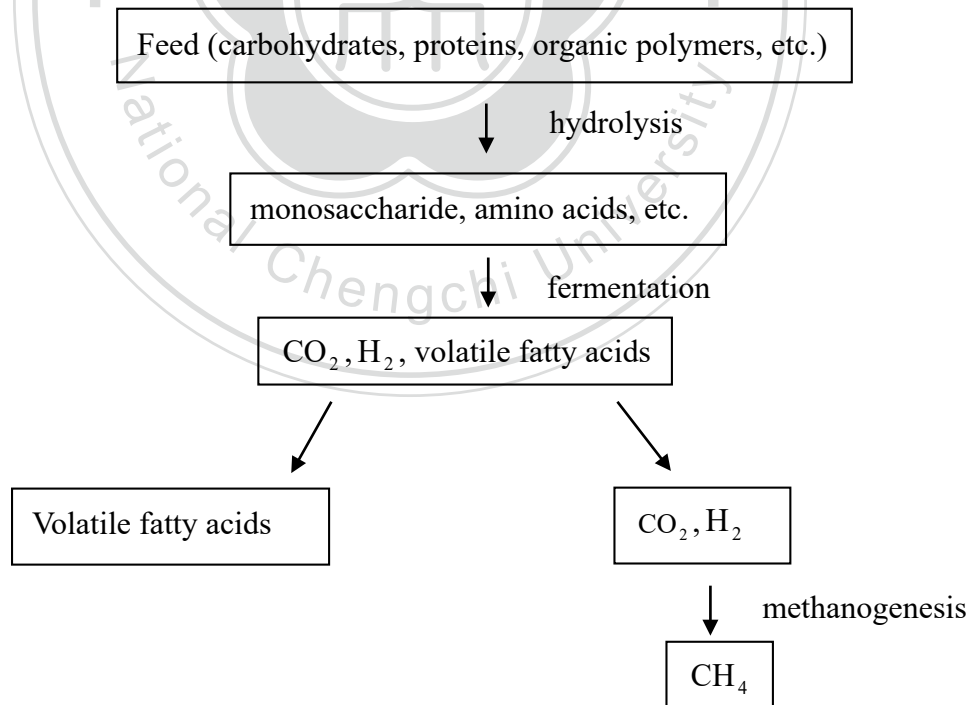 Feed (carbohydrates, proteins, organic polymers, etc.)
hydrolysis
monosaccharide, amino acids, etc.
fermentation
CO₂, H₂, volatile fatty acids
Volatile fatty acids
CO₂, H₂
methanogenesis
CH₄
National Chengchi University